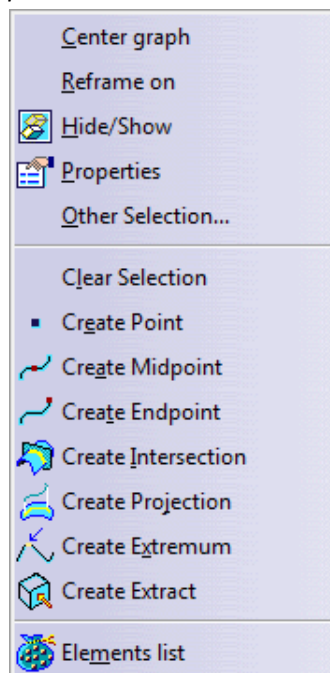 Center graph
Reframe on
Hide/Show
Properties
Other Selection...
Clear Selection
Create Point
Create Midpoint
Create Endpoint
Create Intersection
Create Projection
Create Extremum
Create Extract
Elements list